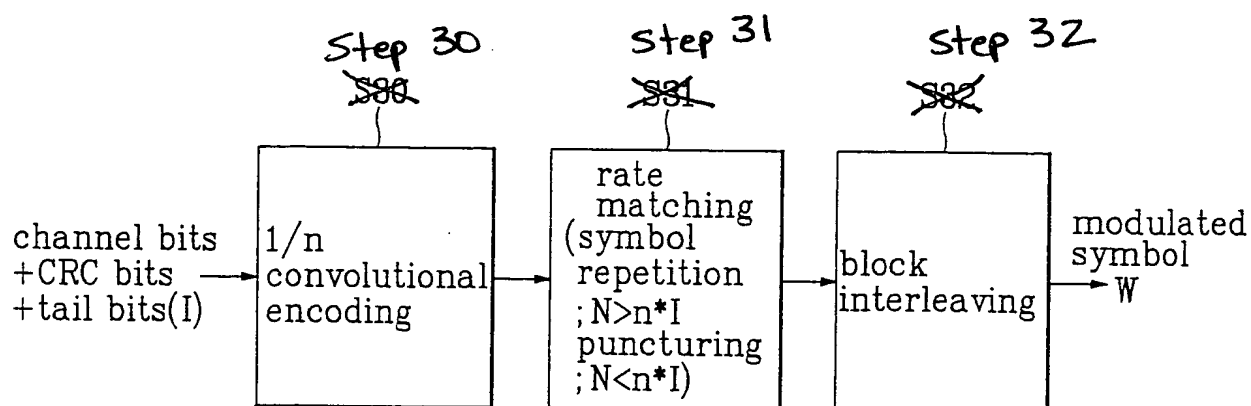 Step 30
Step 31
Step 32
S30
S31
S32
channel bits
+CRC bits
+tail bits(I)
1/n
convolutional
encoding
rate
matching
(symbol
repetition
;N>n*I
puncturing
;N<n*I)
block
interleaving
modulated
symbol
W